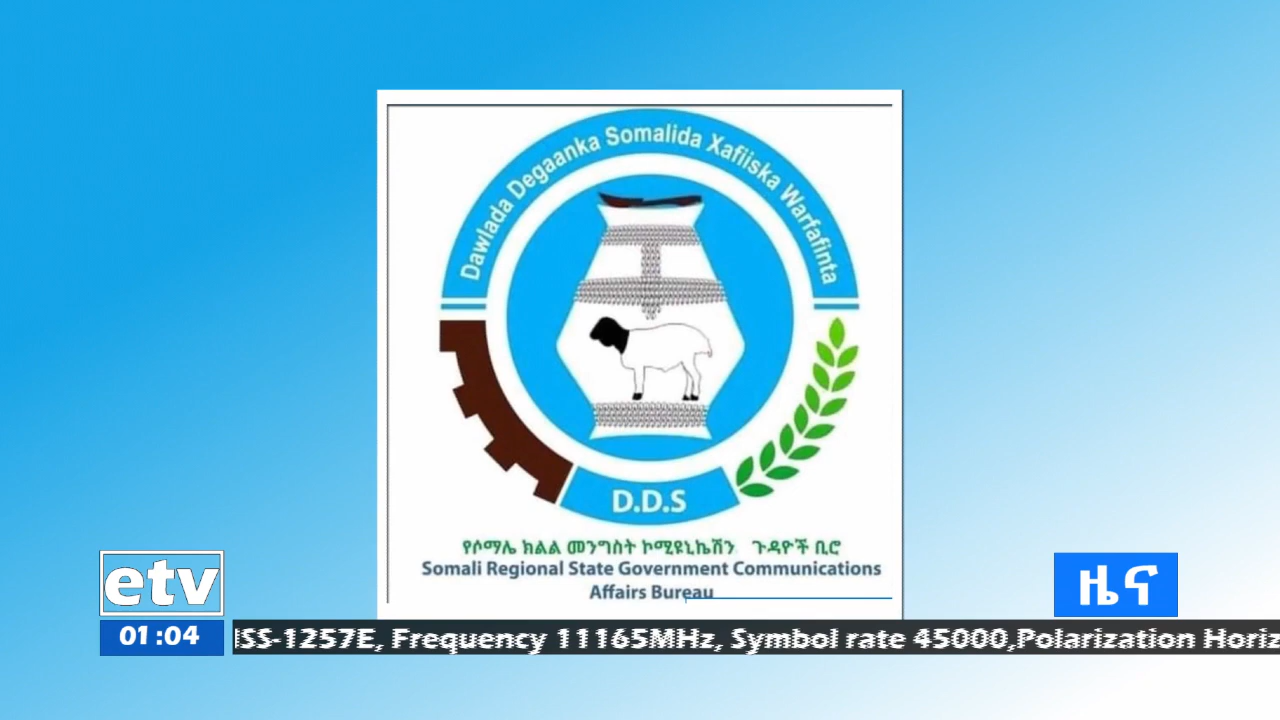 Dawlada Degaanka Somalida Xafiiska Warfafinta
D.D.S
የሶማሌ ክልል መንግስት ኮሚዩኒኬሽን ጉዳዮች ቢሮ
Somali Regional State Government Communications
Affairs Bureau
etv
ዜና
01:04
SS-1257E, Frequency 11165MHz, Symbol rate 45000,Polarization Horiz